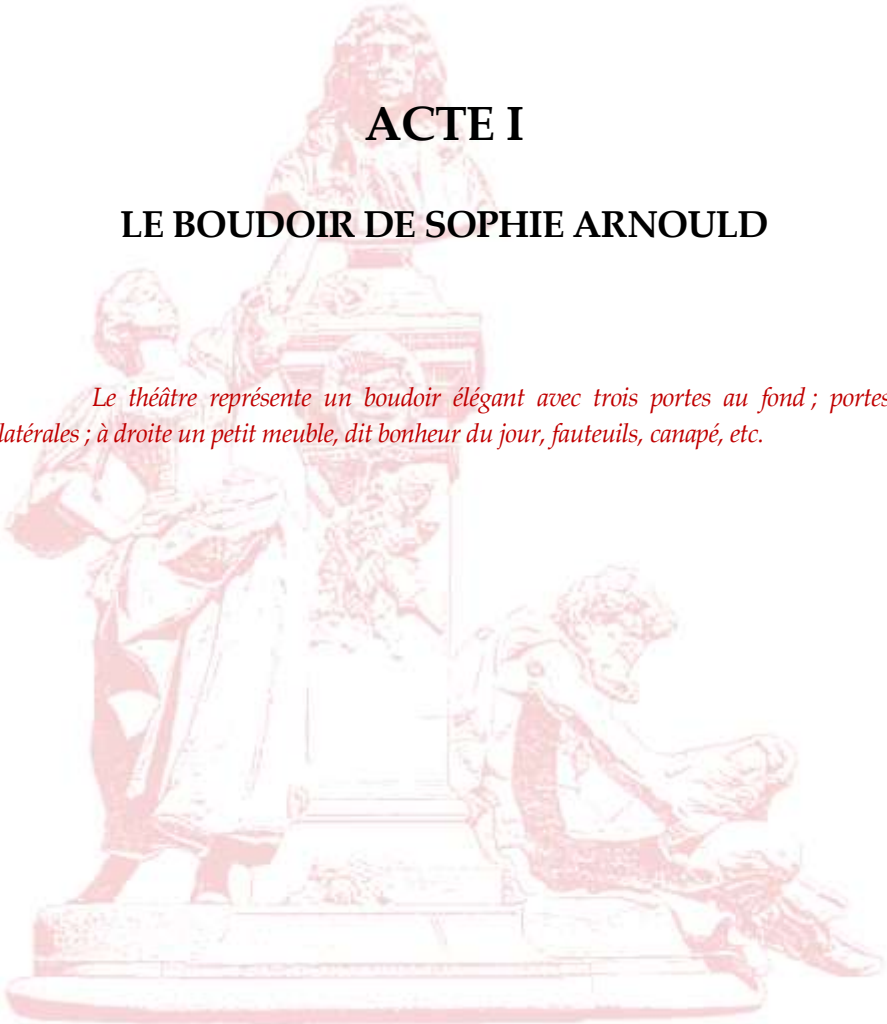 ACTE I
LE BOUDOIR DE SOPHIE ARNOULD
Le théâtre représente un boudoir élégant avec trois portes au fond ; portes
latérales ; à droite un petit meuble, dit bonheur du jour, fauteuils, canapé, etc.